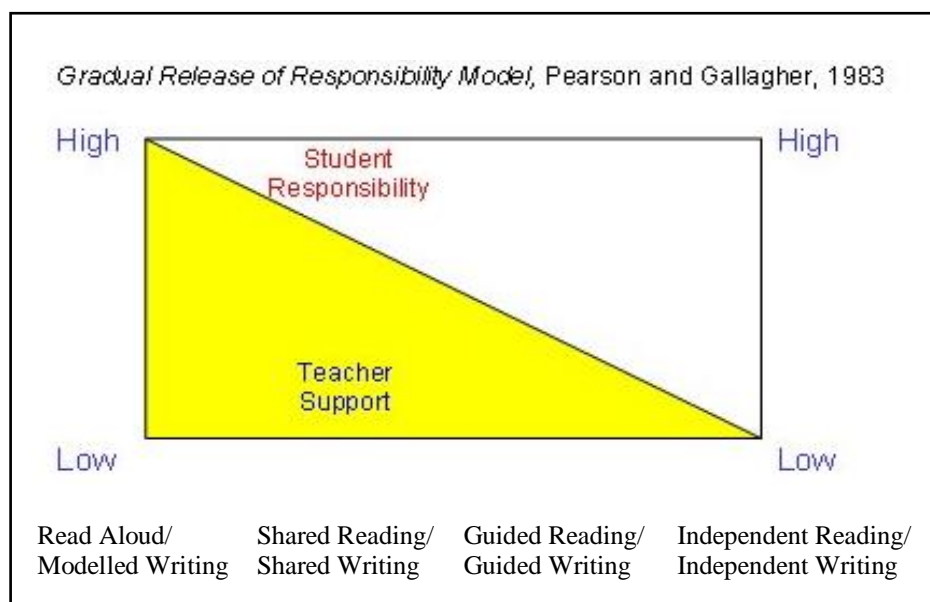 Gradual Release of Responsibility Model, Pearson and Gallagher, 1983
High
High
Student
Responsibility
Teacher
Support
Low
Low
Read Aloud/
Modelled Writing
Shared Reading/
Shared Writing
Guided Reading/
Guided Writing
Independent Reading/
Independent Writing